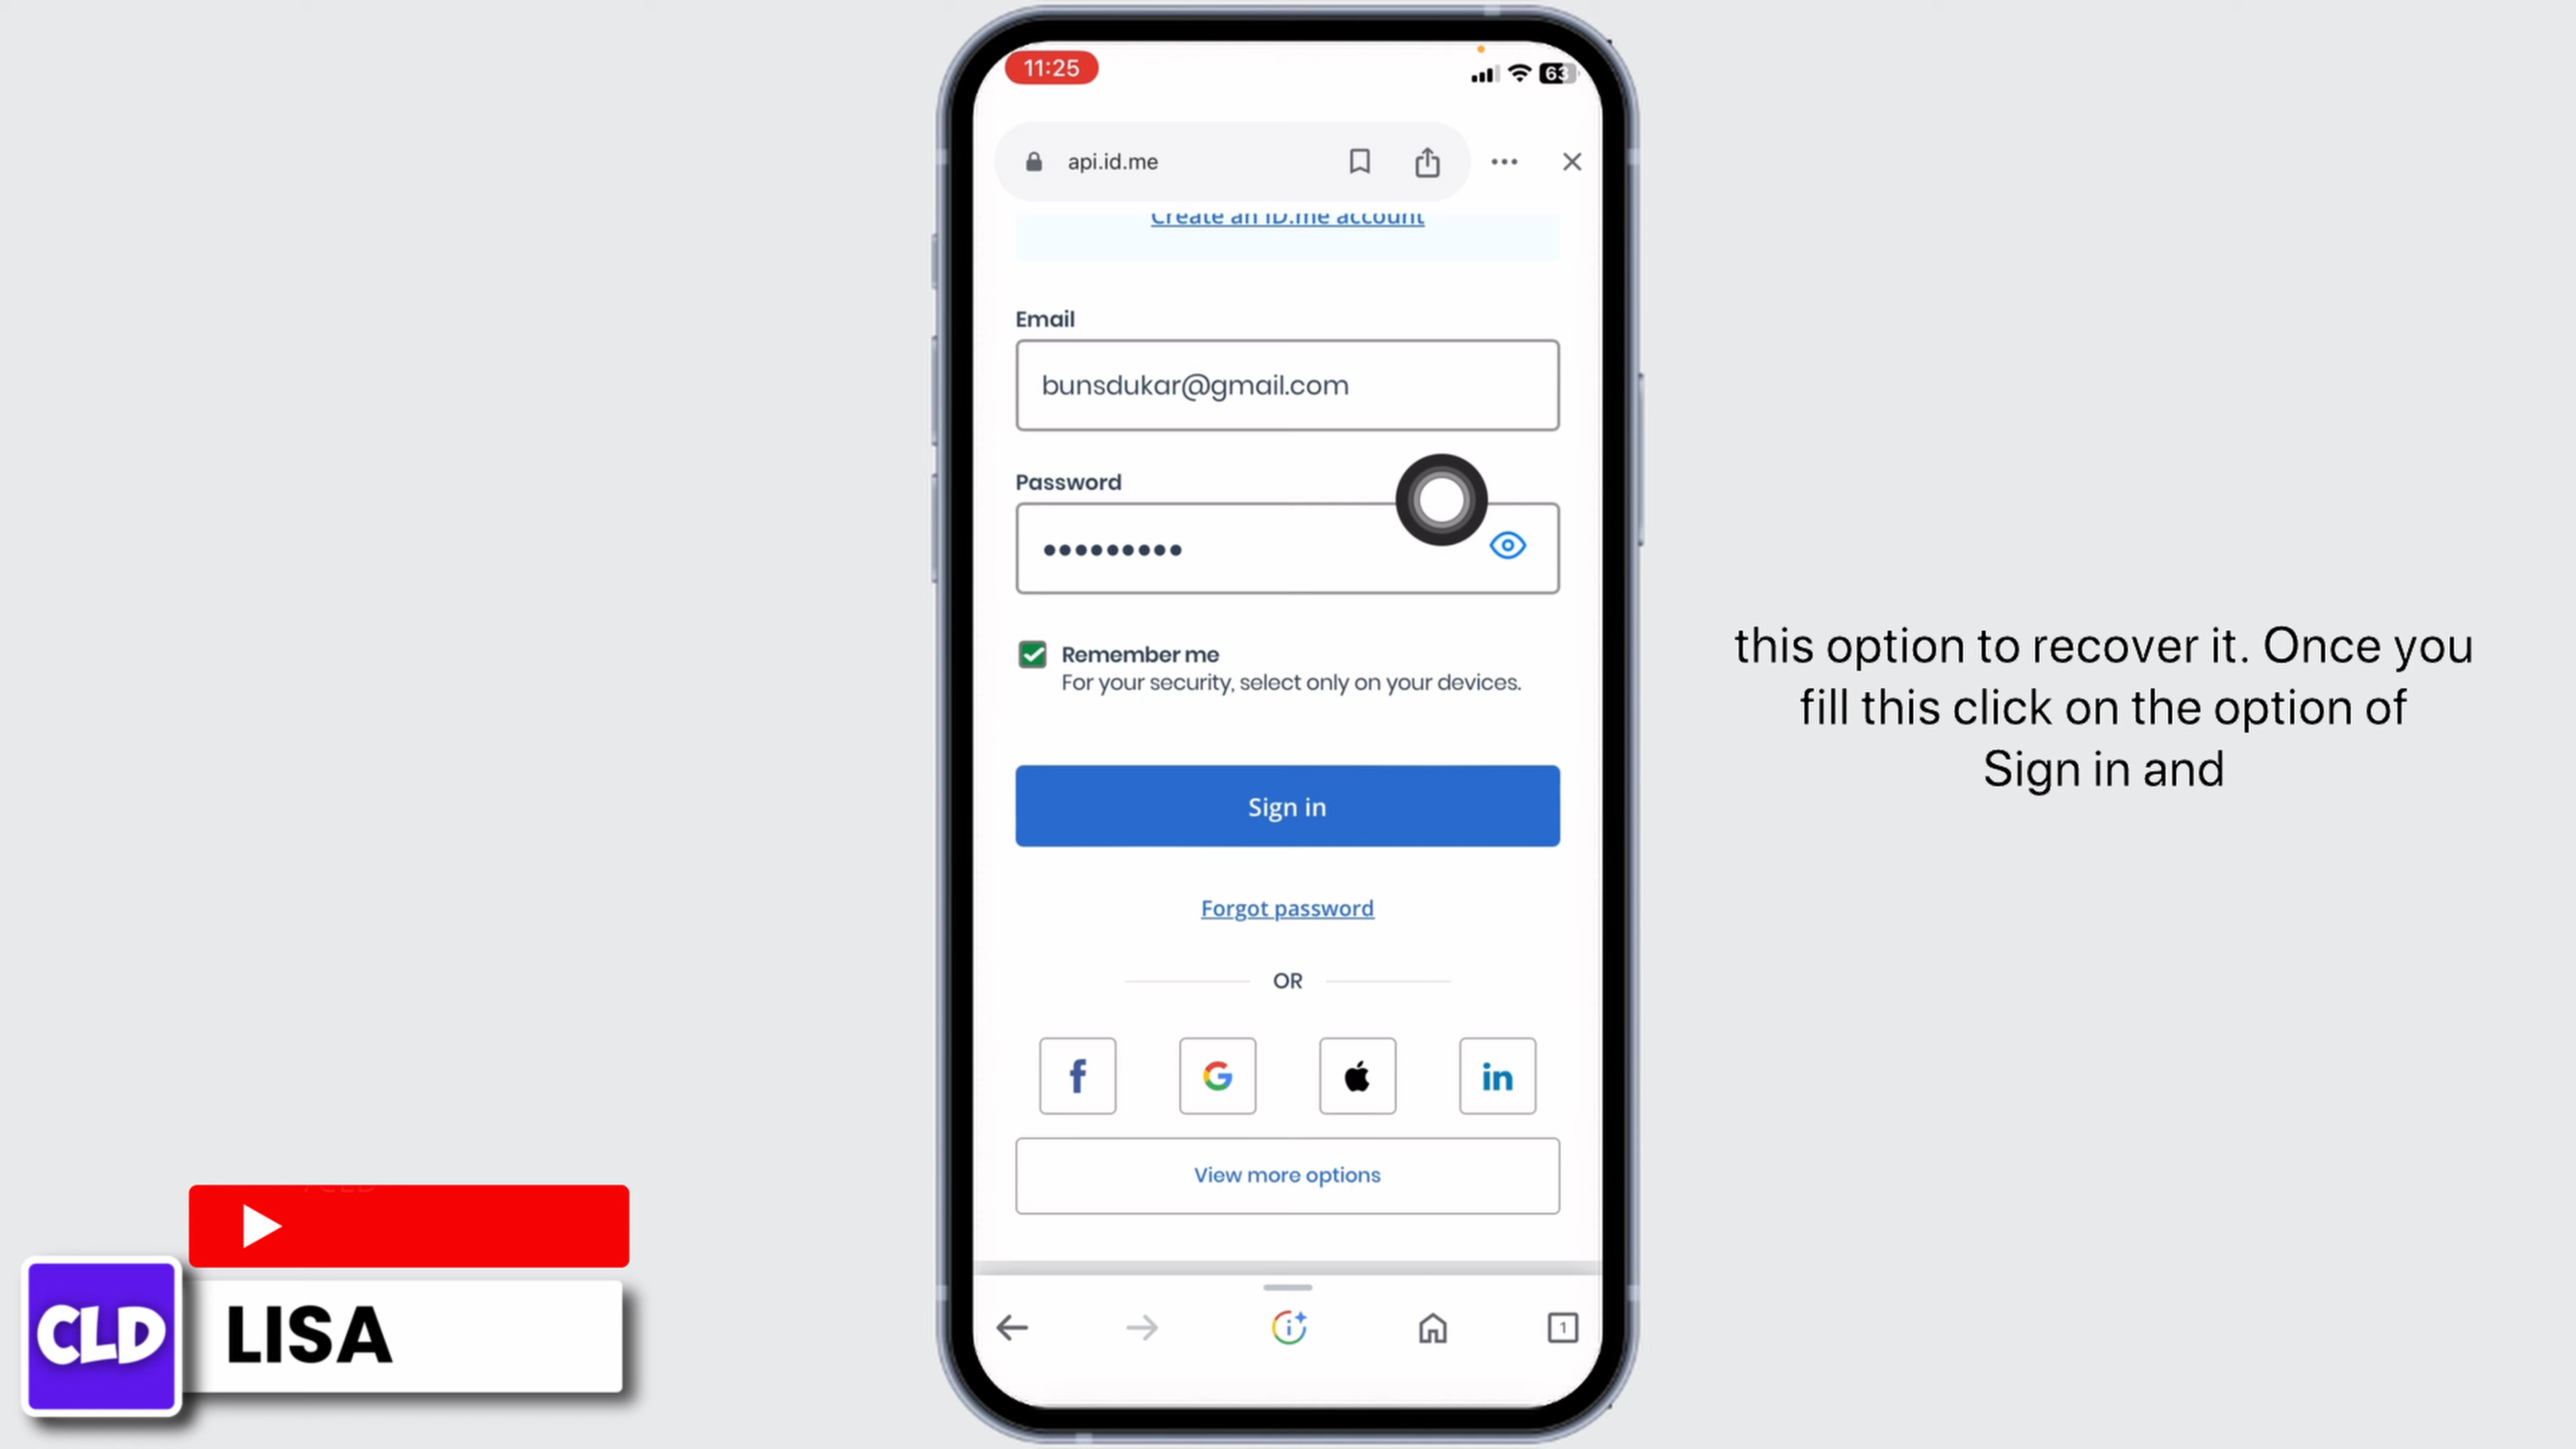 11:25
63
api.id.me
Create an ID.me account
Email
bunsdukar@gmail.com
Password
Remember me
For your security, select only on your devices.
Sign in
Forgot password
OR
f
G
in
View more options
1
this option to recover it. Once you
fill this click on the option of
Sign in and
CLD
LISA